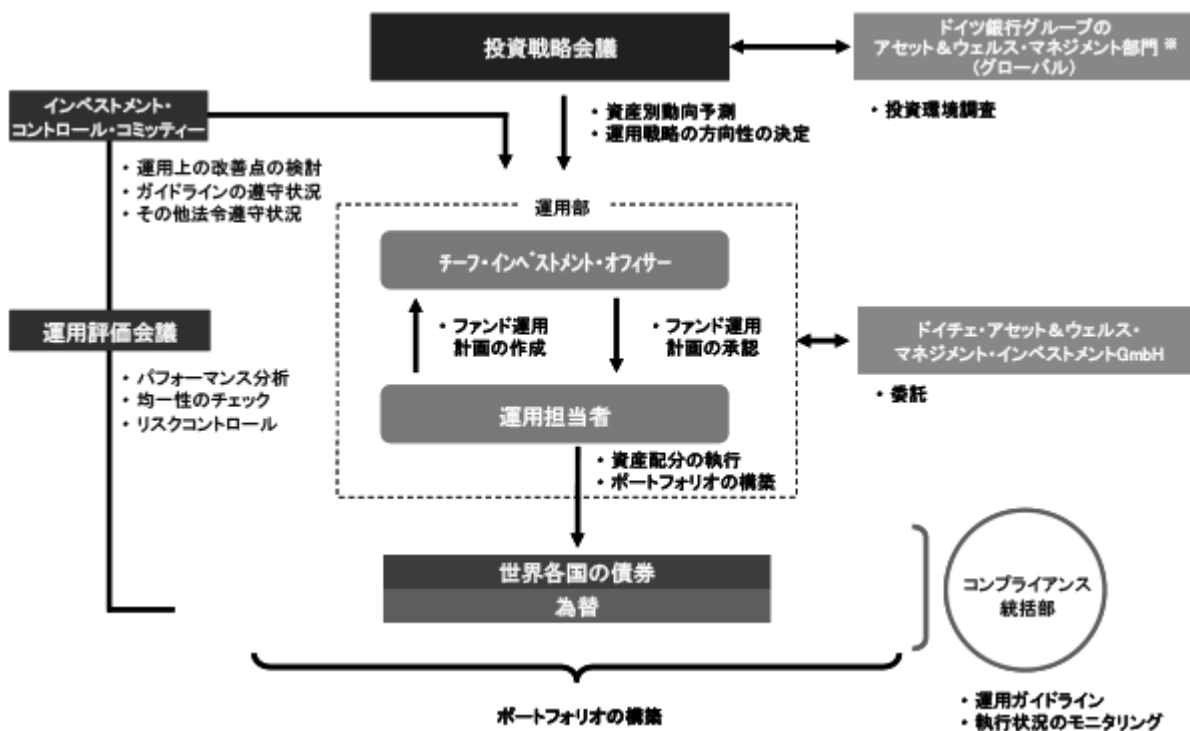 投資戦略会議
ドイツ銀行グループの
アセット&ウェルス・マネジメント部門 ※
(グローバル)
・投資環境調査
・資産別動向予測
・運用戦略の方向性の決定
インベストメント・
コントロール・コミッティー
・運用上の改善点の検討
・ガイドラインの遵守状況
・その他法令遵守状況
運用部
チーフ・インベストメント・オフィサー
・ファンド運用
計画の作成
・ファンド運用
計画の承認
運用評価会議
・パフォーマンス分析
・均一性のチェック
・リスクコントロール
ドイチェ・アセット&ウェルス・
マネジメント・インベストメントGmbH
・委託
運用担当者
・資産配分の執行
・ポートフォリオの構築
世界各国の債券
為替
コンプライアンス
統括部
・運用ガイドライン
・執行状況のモニタリング
ポートフォリオの構築